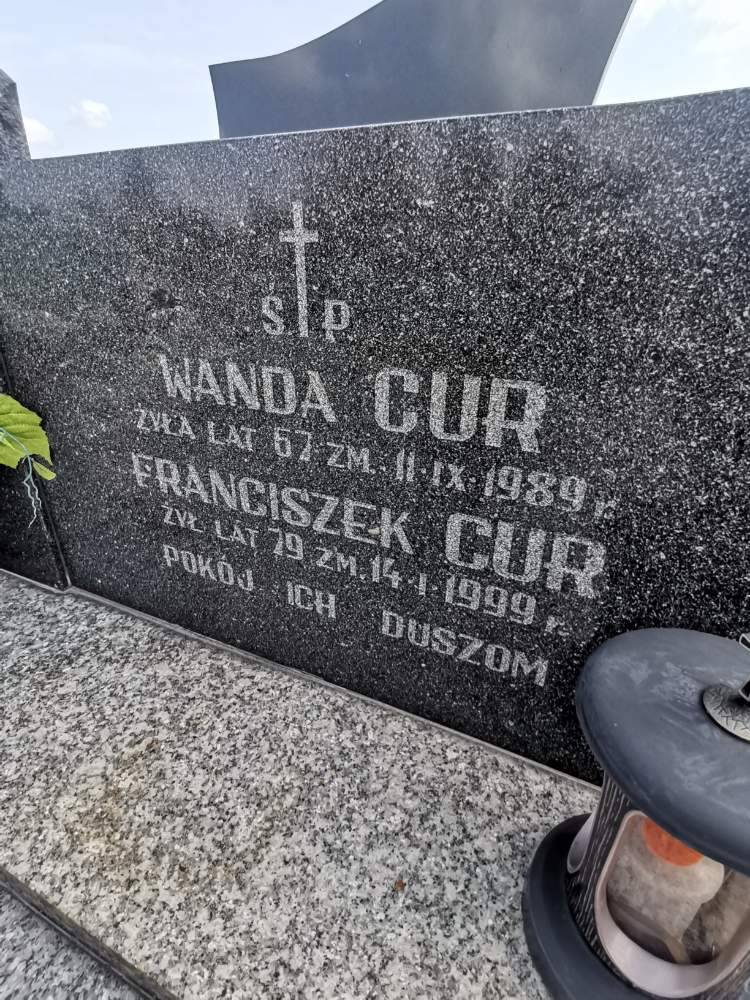 Ś P
WANDA CUR
ŻYŁA LAT 67 ZM. 11·IX·1989 r.
FRANCISZEK CUR
ŻYŁ LAT 79 ZM. 14·I·1999 r.
POKÓJ ICH DUSZOM